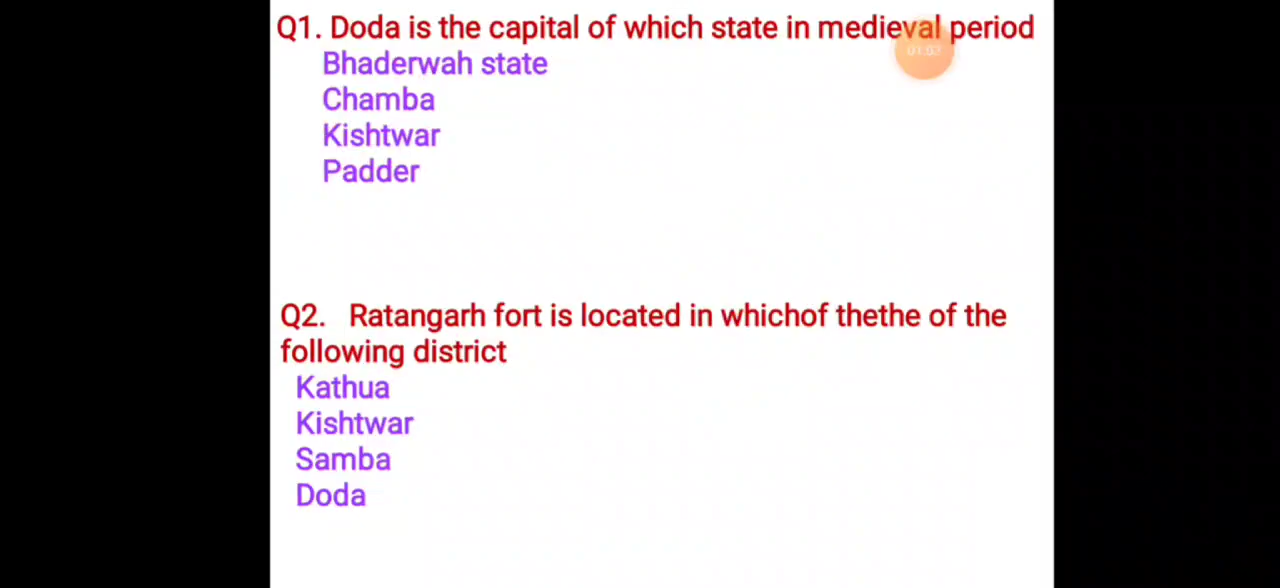 Q1. Doda is the capital of which state in medieval period
Bhaderwah state
Chamba
Kishtwar
Padder
Q2. Ratangarh fort is located in whichof thethe of the
following district
Kathua
Kishtwar
Samba
Doda